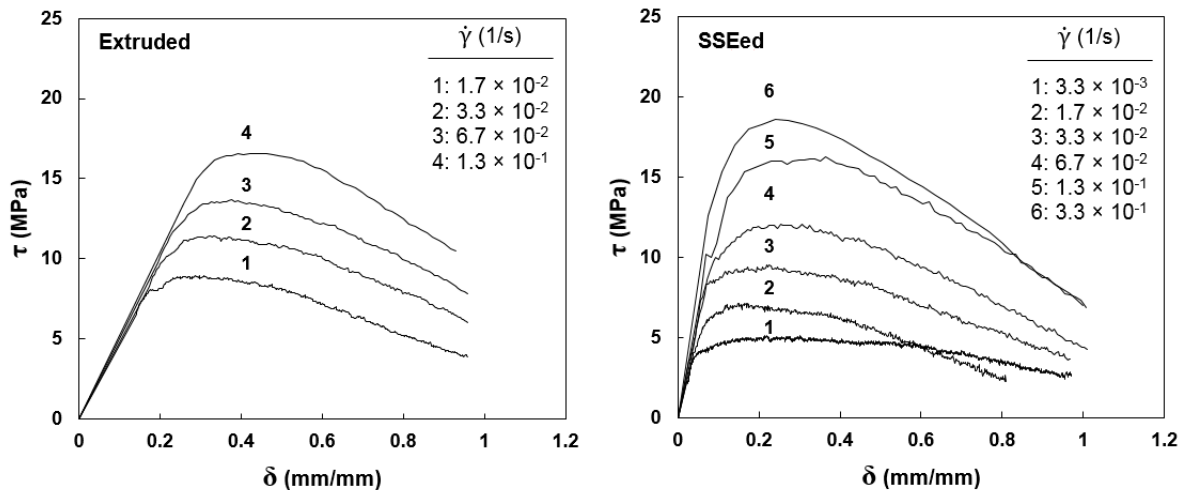 Extruded
γ̇ (1/s)
1: 1.7 × 10⁻²
2: 3.3 × 10⁻²
3: 6.7 × 10⁻²
4: 1.3 × 10⁻¹
25
20
15
10
5
0
τ (MPa)
4
3
2
1
0 0.2 0.4 0.6 0.8 1 1.2
δ (mm/mm)
SSEed
γ̇ (1/s)
1: 3.3 × 10⁻³
2: 1.7 × 10⁻²
3: 3.3 × 10⁻²
4: 6.7 × 10⁻²
5: 1.3 × 10⁻¹
6: 3.3 × 10⁻¹
25
20
15
10
5
0
τ (MPa)
6
5
4
3
2
1
0 0.2 0.4 0.6 0.8 1 1.2
δ (mm/mm)